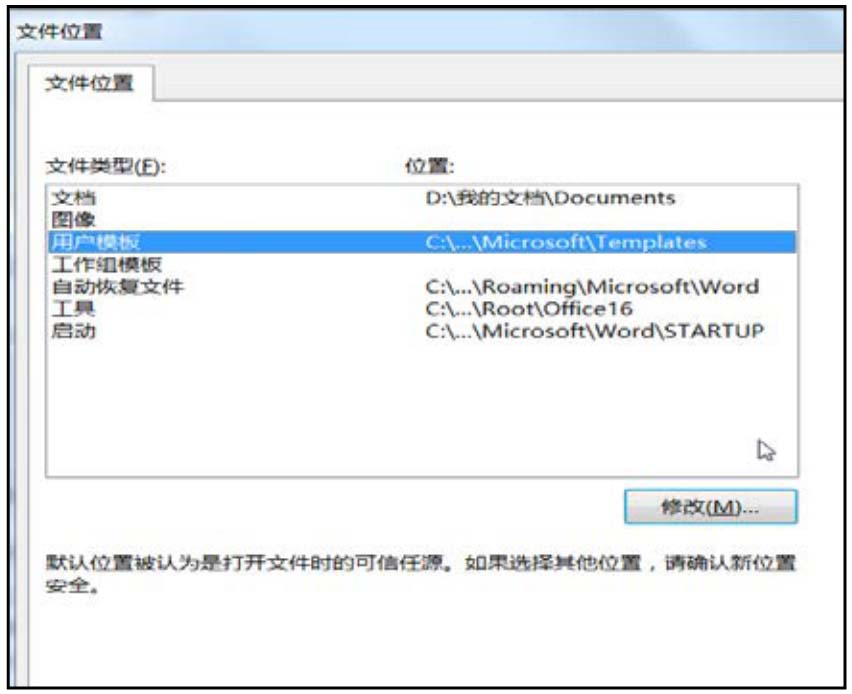 文件位置
文件位置
文件类型(F): 位置:
文档 D:\我的文档\Documents
图像
用户模板 C:\...\Microsoft\Templates
工作组模板
自动恢复文件 C:\...\Roaming\Microsoft\Word
工具 C:\...\Root\Office16
启动 C:\...\Microsoft\Word\STARTUP
修改(M)...
默认位置被认为是打开文件时的可信任源。如果选择其他位置，请确认新位置
安全。